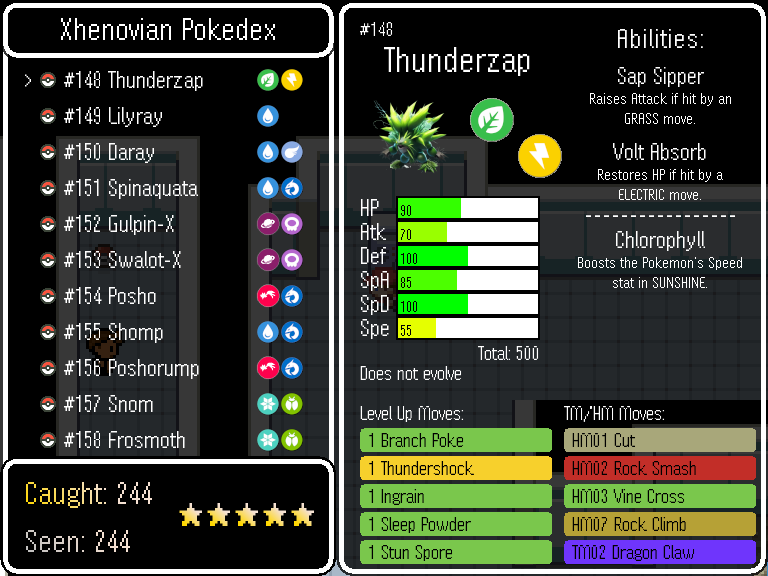 Xhenovian Pokedex
> #148 Thunderzap
#149 Lilyray
#150 Daray
#151 Spinaquata
#152 Gulpin-X
#153 Swalot-X
#154 Posho
#155 Shomp
#156 Poshorump
#157 Snom
#158 Frosmoth
Caught: 244
Seen: 244
#148
Thunderzap
HP 90
Atk 70
Def 100
SpA 85
SpD 100
Spe 55
Total: 500
Does not evolve
Abilities:
Sap Sipper
Raises Attack if hit by an
GRASS move.
Volt Absorb
Restores HP if hit by a
ELECTRIC move.
---------------
Chlorophyll
Boosts the Pokemon's Speed
stat in SUNSHINE.
Level Up Moves:
1 Branch Poke
1 Thundershock
1 Ingrain
1 Sleep Powder
1 Stun Spore
TM/HM Moves:
HM01 Cut
HM02 Rock Smash
HM03 Vine Cross
HM07 Rock Climb
TM02 Dragon Claw